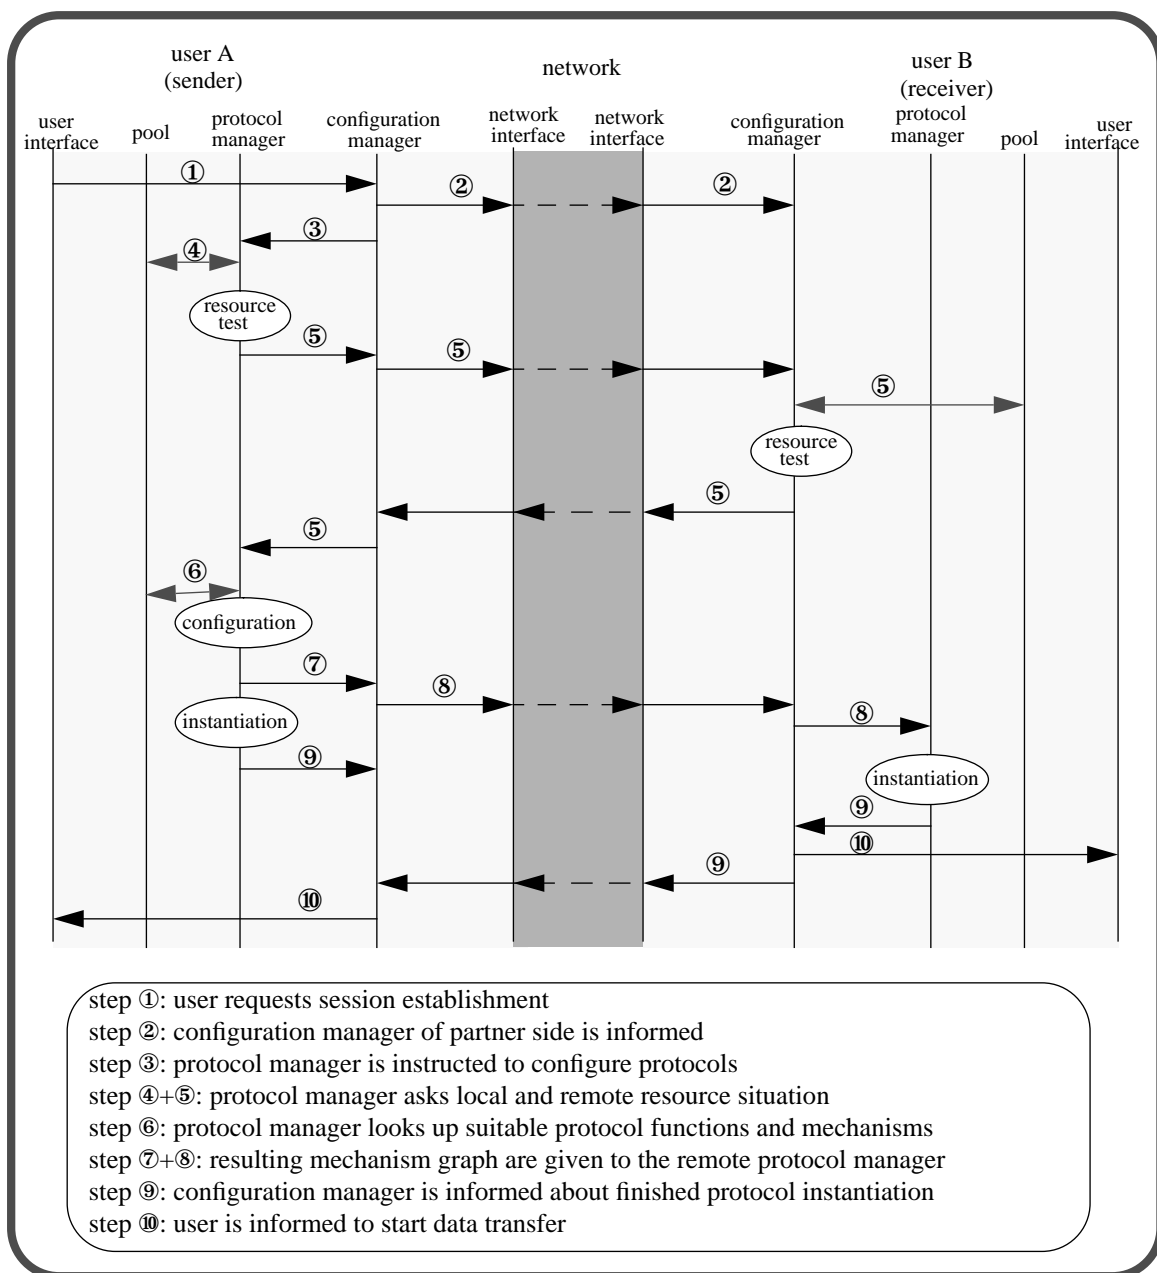 user A
(sender)
network
user B
(receiver)
user
interface
pool
protocol
manager
configuration
manager
network
interface
network
interface
configuration
manager
protocol
manager
pool
user
interface
①
②
②
③
④
resource
test
⑤
⑤
⑤
resource
test
⑤
⑤
⑥
configuration
⑦
⑧
⑧
instantiation
⑨
instantiation
⑨
⑩
⑨
⑩
step ①: user requests session establishment
step ②: configuration manager of partner side is informed
step ③: protocol manager is instructed to configure protocols
step ④+⑤: protocol manager asks local and remote resource situation
step ⑥: protocol manager looks up suitable protocol functions and mechanisms
step ⑦+⑧: resulting mechanism graph are given to the remote protocol manager
step ⑨: configuration manager is informed about finished protocol instantiation
step ⑩: user is informed to start data transfer